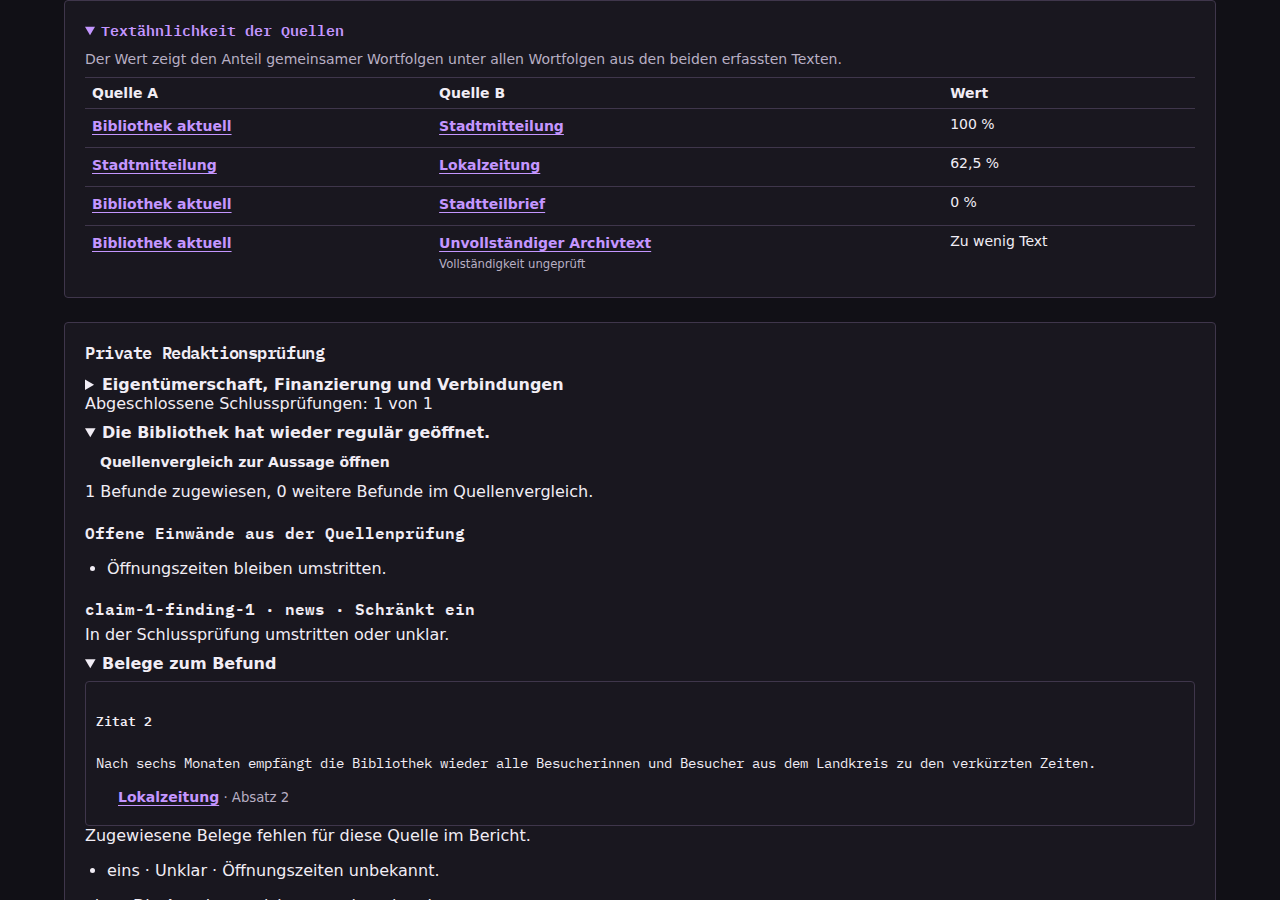 Textähnlichkeit der Quellen
Der Wert zeigt den Anteil gemeinsamer Wortfolgen unter allen Wortfolgen aus den beiden erfassten Texten.
Quelle A Quelle B Wert
Bibliothek aktuell Stadtmitteilung 100 %
Stadtmitteilung Lokalzeitung 62,5 %
Bibliothek aktuell Stadtteilbrief 0 %
Bibliothek aktuell Unvollständiger Archivtext Zu wenig Text
Vollständigkeit ungeprüft
Private Redaktionsprüfung
Eigentümerschaft, Finanzierung und Verbindungen
Abgeschlossene Schlussprüfungen: 1 von 1
Die Bibliothek hat wieder regulär geöffnet.
Quellenvergleich zur Aussage öffnen
1 Befunde zugewiesen, 0 weitere Befunde im Quellenvergleich.
Offene Einwände aus der Quellenprüfung
• Öffnungszeiten bleiben umstritten.
claim-1-finding-1 · news · Schränkt ein
In der Schlussprüfung umstritten oder unklar.
Belege zum Befund
Zitat 2
Nach sechs Monaten empfängt die Bibliothek wieder alle Besucherinnen und Besucher aus dem Landkreis zu den verkürzten Zeiten.
Lokalzeitung · Absatz 2
Zugewiesene Belege fehlen für diese Quelle im Bericht.
• eins · Unklar · Öffnungszeiten unbekannt.